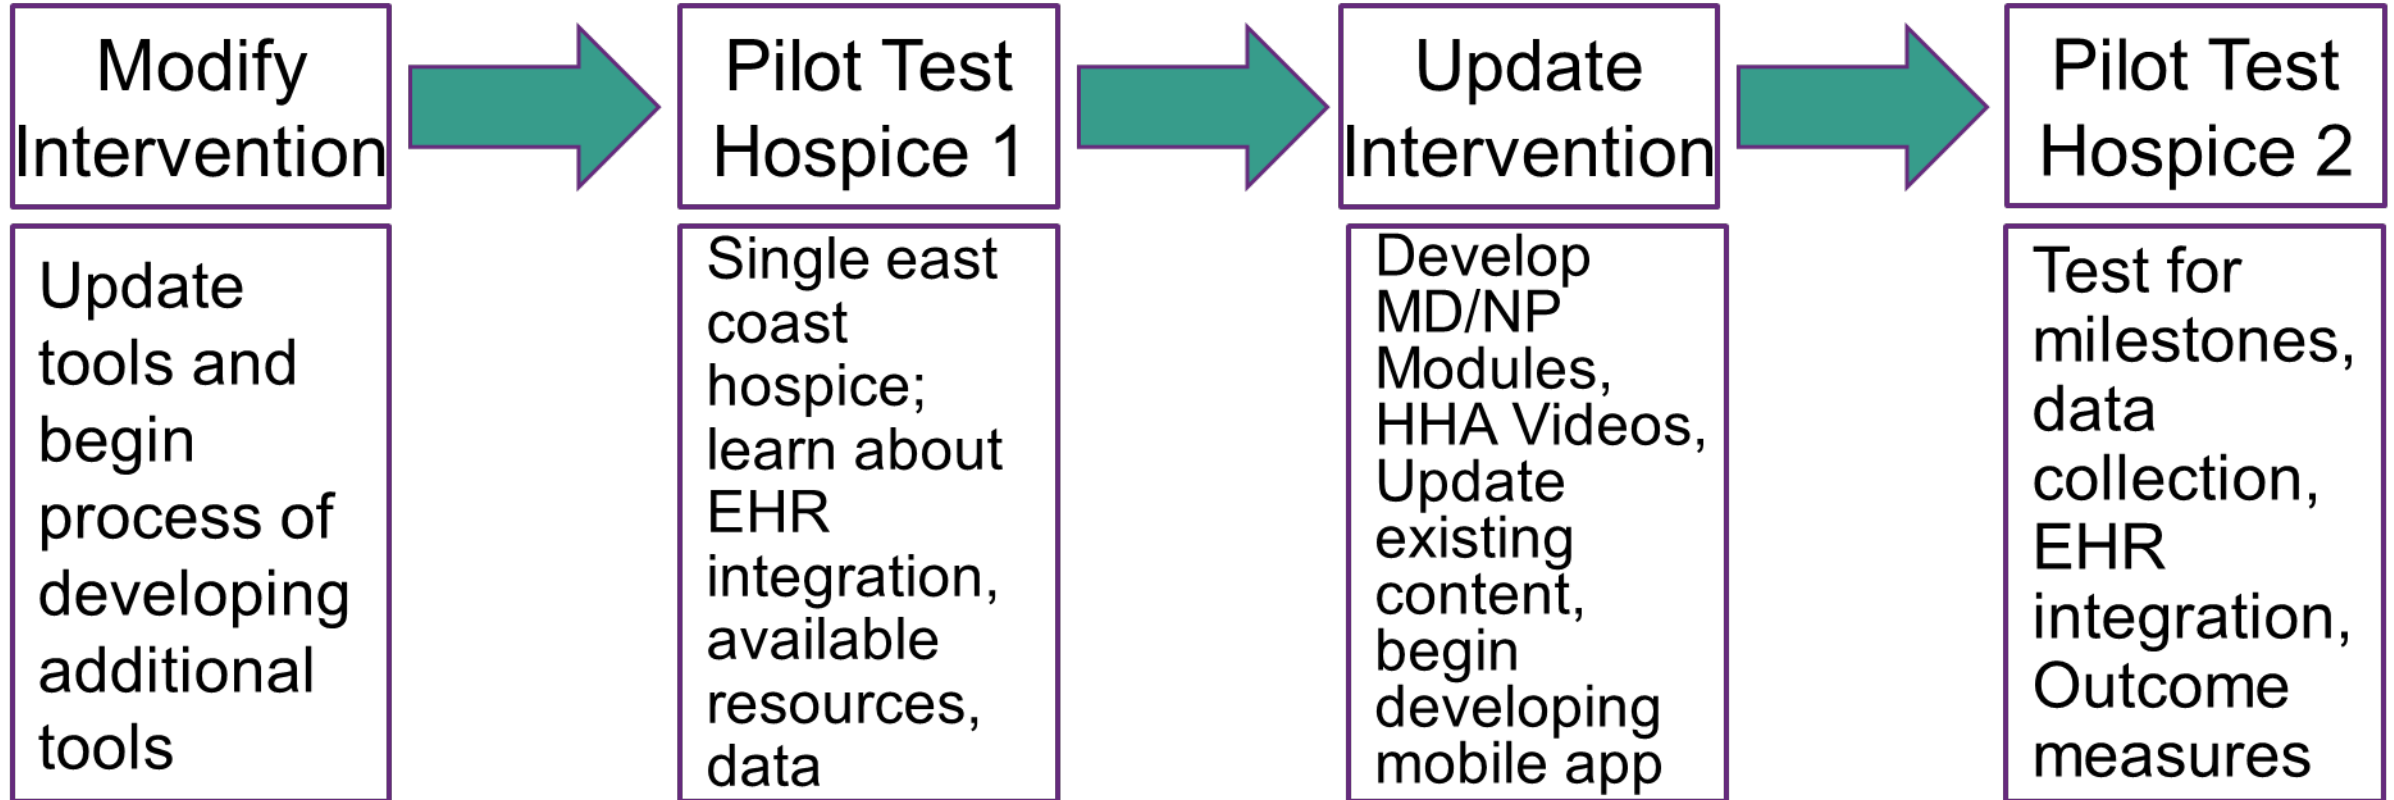 Modify
Intervention
Pilot Test
Hospice 1
Update
Intervention
Pilot Test
Hospice 2
Update
tools and
begin
process of
developing
additional
tools
Single east
coast
hospice;
learn about
EHR
integration,
available
resources,
data
Develop
MD/NP
Modules,
HHA Videos,
Update
existing
content,
begin
developing
mobile app
Test for
milestones,
data
collection,
EHR
integration,
Outcome
measures